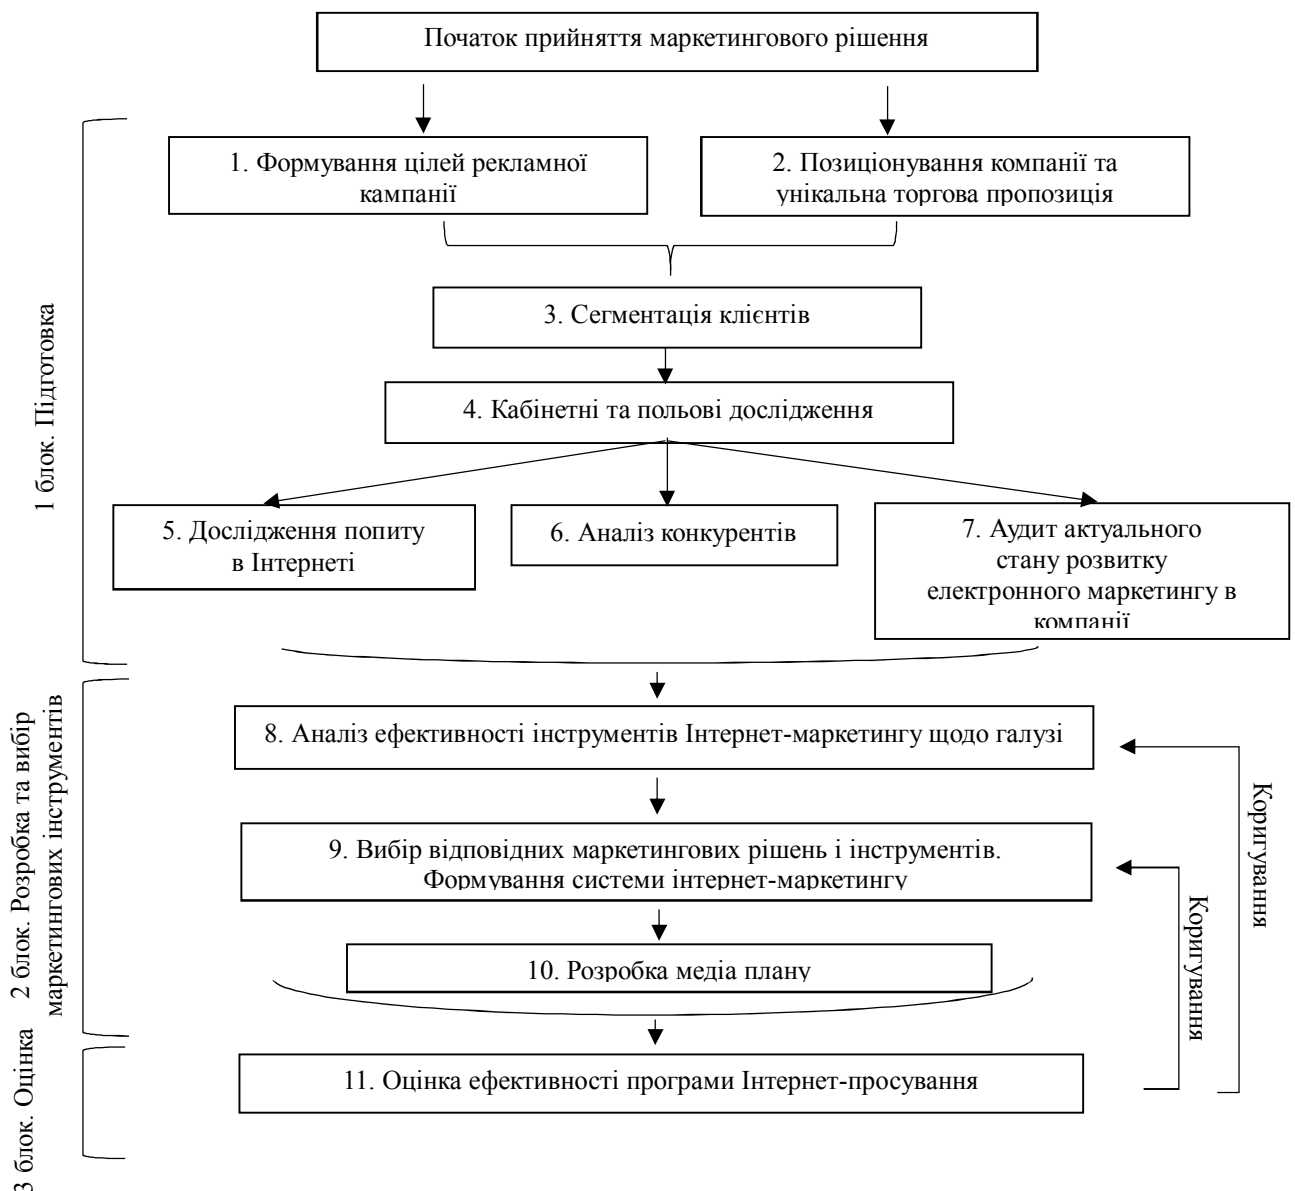 Початок прийняття маркетингового рішення
1. Формування цілей рекламної
кампанії
2. Позиціонування компанії та
унікальна торгова пропозиція
3. Сегментація клієнтів
4. Кабінетні та польові дослідження
5. Дослідження попиту
в Інтернеті
6. Аналіз конкурентів
7. Аудит актуального
стану розвитку
електронного маркетингу в
компанії
1 блок. Підготовка
8. Аналіз ефективності інструментів Інтернет-маркетингу щодо галузі
9. Вибір відповідних маркетингових рішень і інструментів.
Формування системи інтернет-маркетингу
10. Розробка медіа плану
2 блок. Розробка та вибір
маркетингових інструментів
Коригування
Коригування
11. Оцінка ефективності програми Інтернет-просування
3 блок. Оцінка